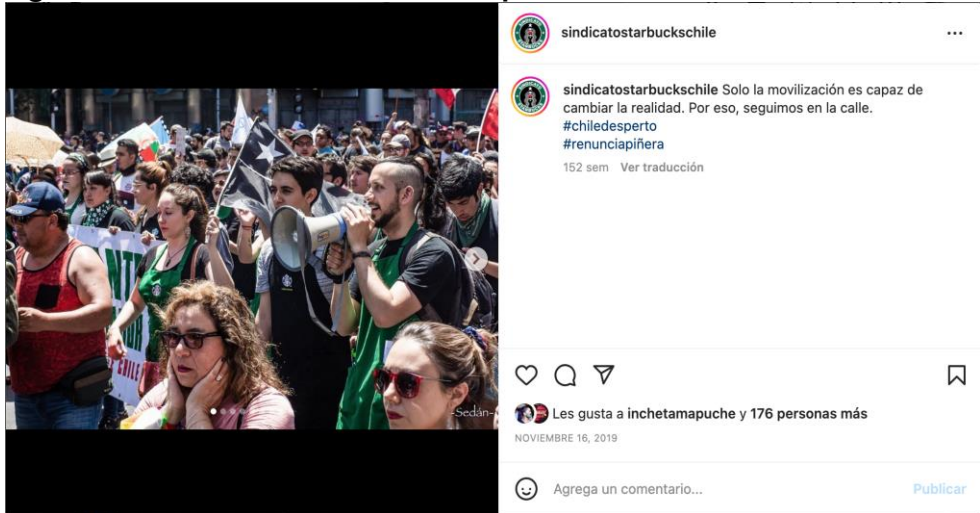 sindicatostarbuckschile
sindicatostarbuckschile Solo la movilización es capaz de
cambiar la realidad. Por eso, seguimos en la calle.
#chiledesperto
#renunciapiñera
152 sem Ver traducción
-Sedán-
Les gusta a inchetamapuche y 176 personas más
NOVIEMBRE 16, 2019
Agrega un comentario... Publicar